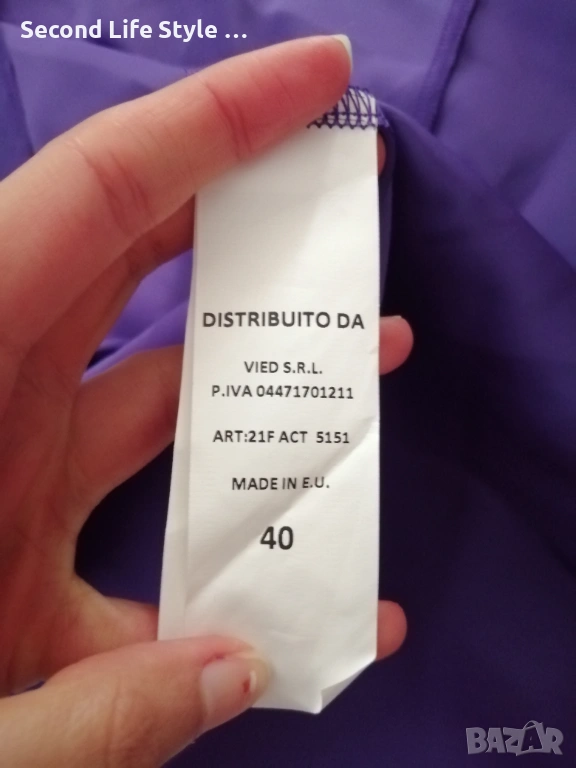 Second Life Style ...
DISTRIBUITO DA
VIED S.R.L.
P.IVA 04471701211
ART:21F ACT 5151
MADE IN E.U.
40
BAZAR